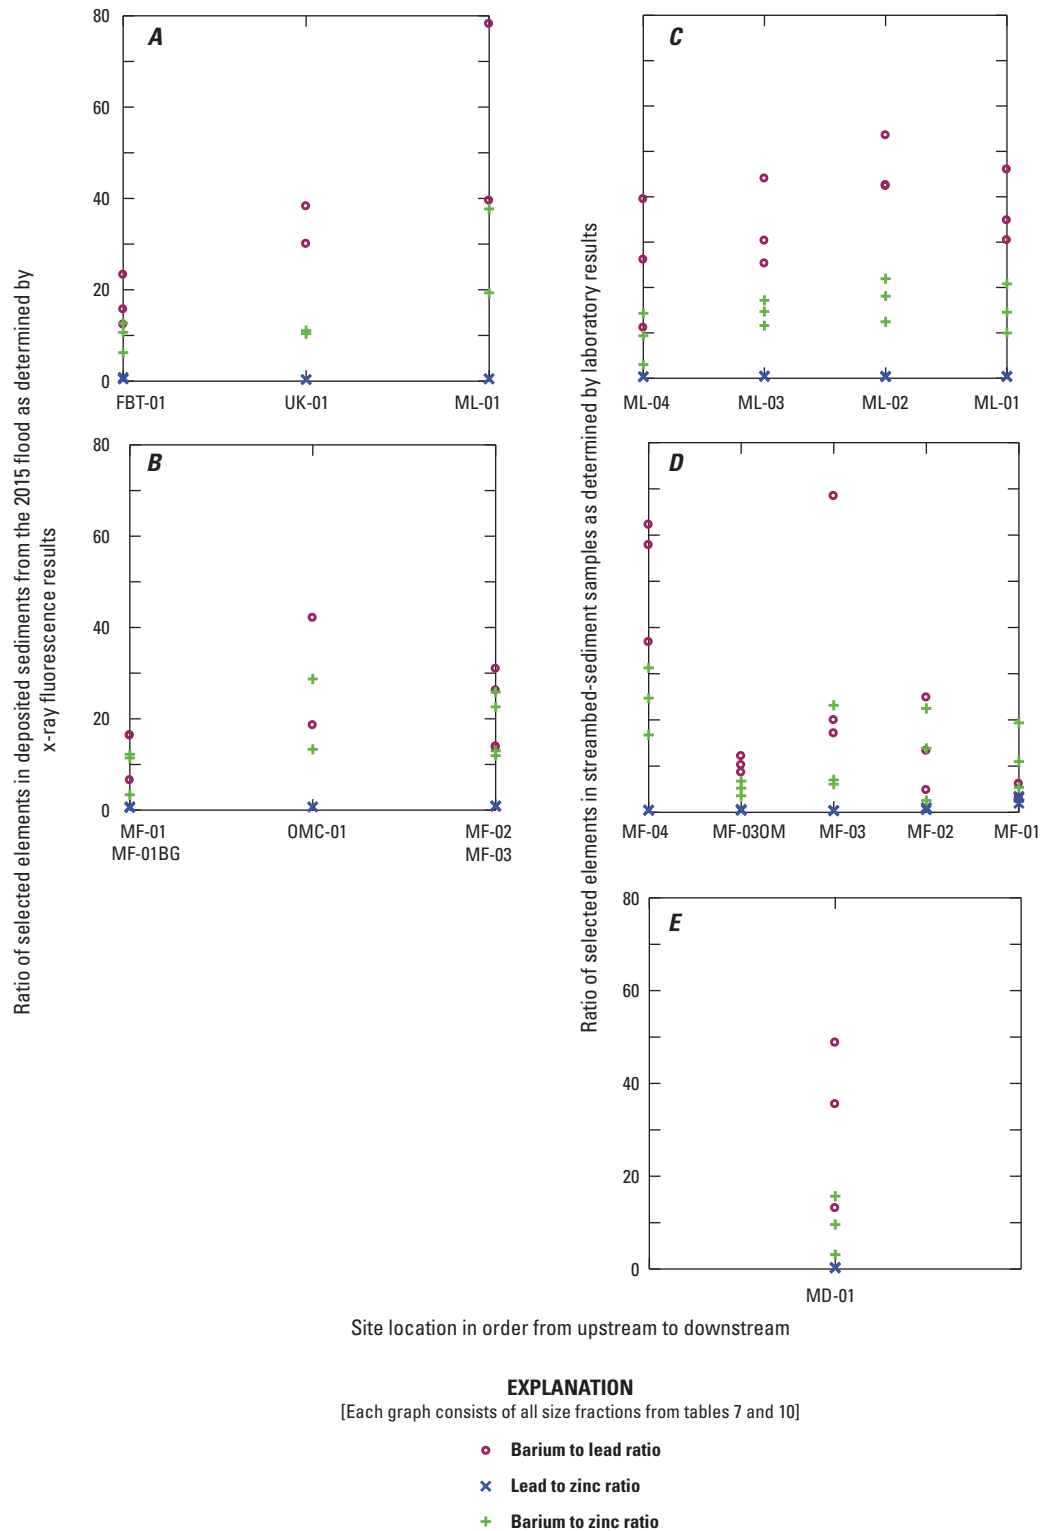 Ratio of selected elements in deposited sediments from the 2015 flood as determined by
x-ray fluorescence results
A
80
60
40
20
0
FBT-01 UK-01 ML-01
B
80
60
40
20
0
MF-01 OMC-01 MF-02
MF-01BG MF-03
Ratio of selected elements in streambed-sediment samples as determined by laboratory results
C
ML-04 ML-03 ML-02 ML-01
D
MF-04 MF-03OM MF-03 MF-02 MF-01
E
80
60
40
20
0
MD-01
Site location in order from upstream to downstream
EXPLANATION
[Each graph consists of all size fractions from tables 7 and 10]
Barium to lead ratio
Lead to zinc ratio
Barium to zinc ratio